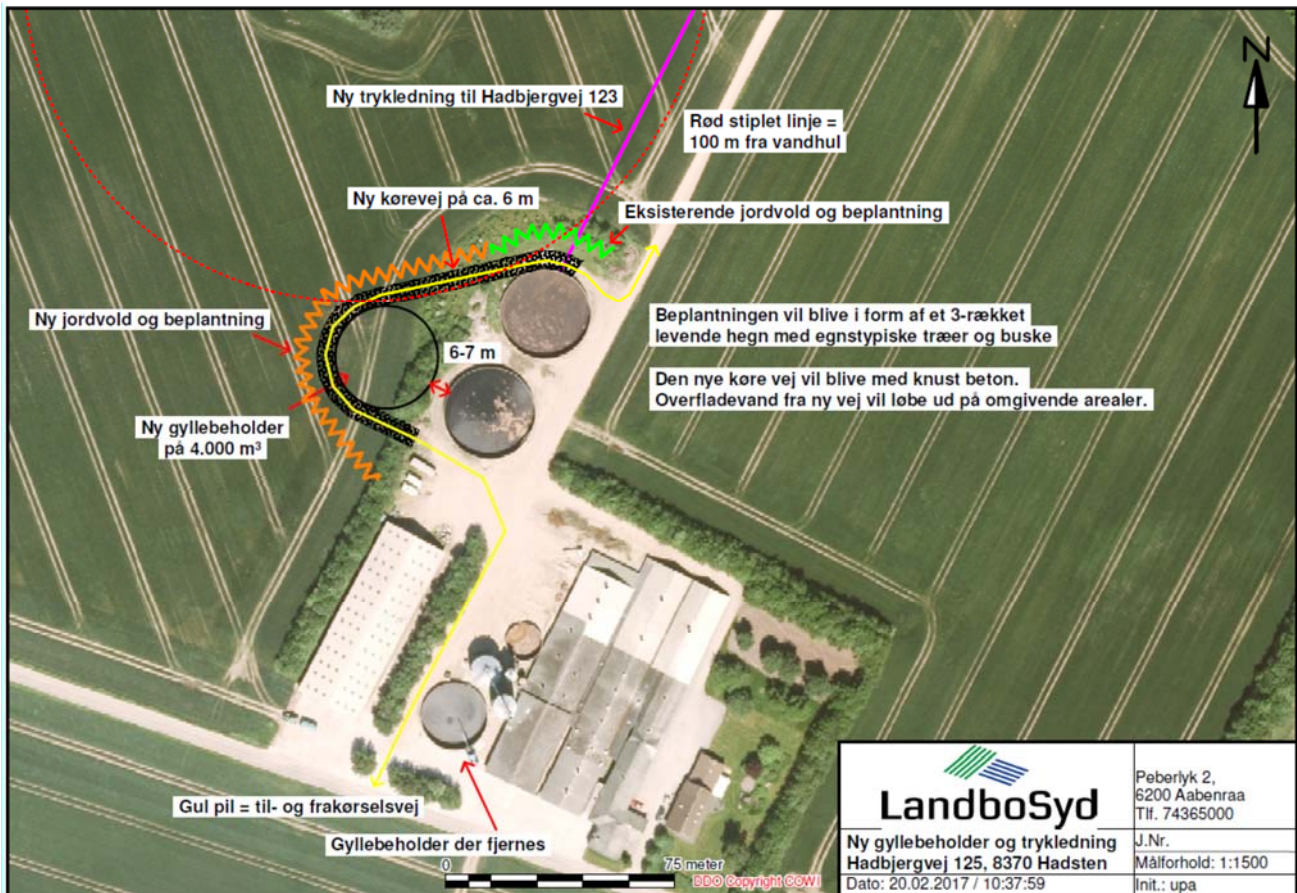 Ny trykledning til Hadbjergvej 123
N
Rød stiplet linje =
100 m fra vandhul
Ny kørevej på ca. 6 m
Eksisterende jordvold og beplantning
Ny jordvold og beplantning
6-7 m
Beplantningen vil blive i form af et 3-rækket
levende hegn med egnstypiske træer og buske
Den nye køre vej vil blive med knust beton.
Overfladevand fra ny vej vil løbe ud på omgivende arealer.
Ny gyllebeholder
på 4.000 m³
Gul pil = til- og frakørselsvej
Gyllebeholder der fjernes
0 75 meter
DDO Copyright COWI
LandboSyd
Peberlyk 2,
6200 Aabenraa
Tlf. 74365000
Ny gyllebeholder og trykledning
Hadbjergvej 125, 8370 Hadsten
Dato: 20.02.2017 / 10:37:59
J.Nr.
Målforhold: 1:1500
Init.: upa